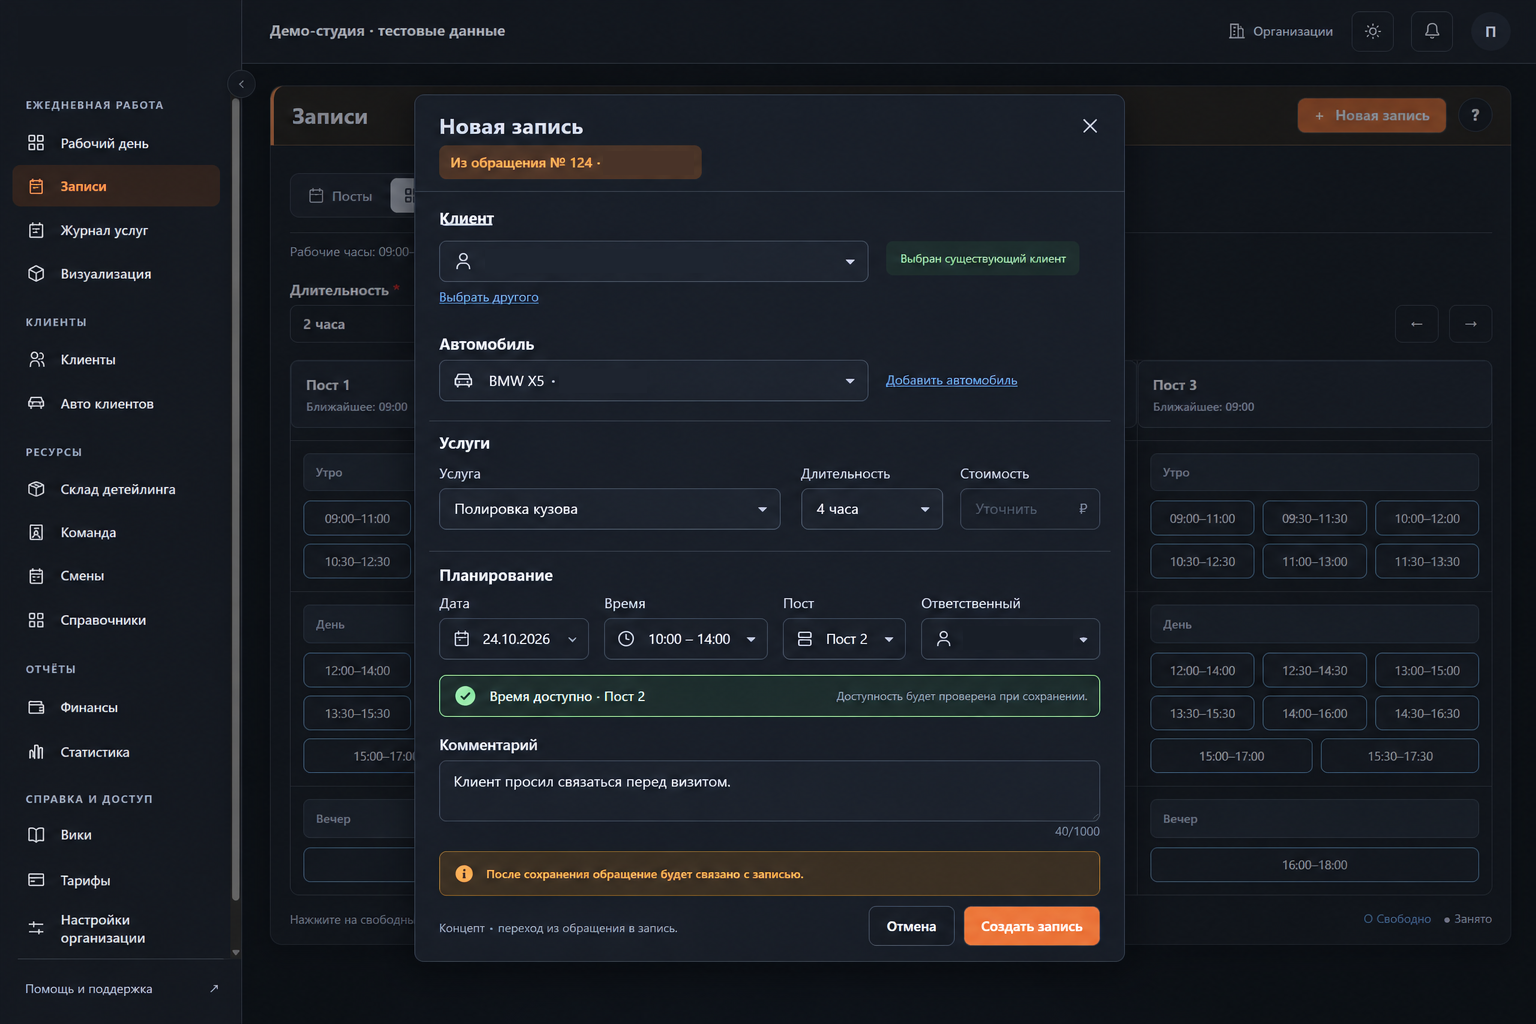 Демо-студия · тестовые данные
Организации
П
ЕЖЕДНЕВНАЯ РАБОТА
Рабочий день
Записи
Журнал услуг
Визуализация
КЛИЕНТЫ
Клиенты
Авто клиентов
РЕСУРСЫ
Склад детейлинга
Команда
Смены
Справочники
ОТЧЁТЫ
Финансы
Статистика
СПРАВКА И ДОСТУП
Вики
Тарифы
Настройки
организации
Помощь и поддержка ↗
Записи
+ Новая запись
?
Посты
Рабочие часы: 09:00–
Длительность *
2 часа
← →
Пост 1
Ближайшее: 09:00
Утро
09:00–11:00
10:30–12:30
День
12:00–14:00
13:30–15:30
15:00–17:00
Вечер
Нажмите на свободны
Новая запись
Из обращения № 124 ·
Клиент
Выбран существующий клиент
Выбрать другого
Автомобиль
BMW X5 ·
Добавить автомобиль
Услуги
Услуга Длительность Стоимость
Полировка кузова 4 часа Уточнить ₽
Планирование
Дата Время Пост Ответственный
24.10.2026 10:00 – 14:00 Пост 2
Время доступно · Пост 2 Доступность будет проверена при сохранении.
Комментарий
Клиент просил связаться перед визитом.
40/1000
После сохранения обращение будет связано с записью.
Концепт • переход из обращения в запись.
Отмена
Создать запись
Пост 3
Ближайшее: 09:00
Утро
09:00–11:00 09:30–11:30 10:00–12:00
10:30–12:30 11:00–13:00 11:30–13:30
День
12:00–14:00 12:30–14:30 13:00–15:00
13:30–15:30 14:00–16:00 14:30–16:30
15:00–17:00 15:30–17:30
Вечер
16:00–18:00
Свободно Занято